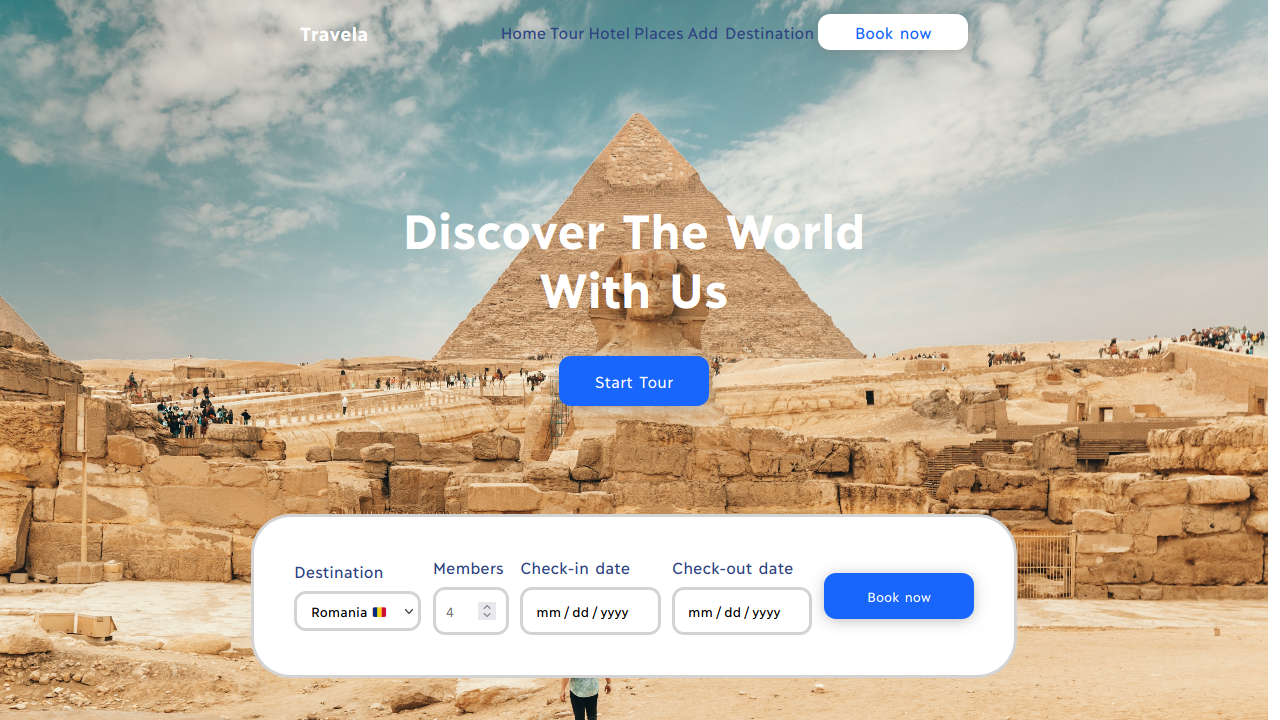 Travela
Home Tour Hotel Places Add Destination Book now
Discover The World
With Us
Start Tour
Destination Members Check-in date Check-out date
Romania 🇷🇴 4 mm / dd / yyyy mm / dd / yyyy Book now